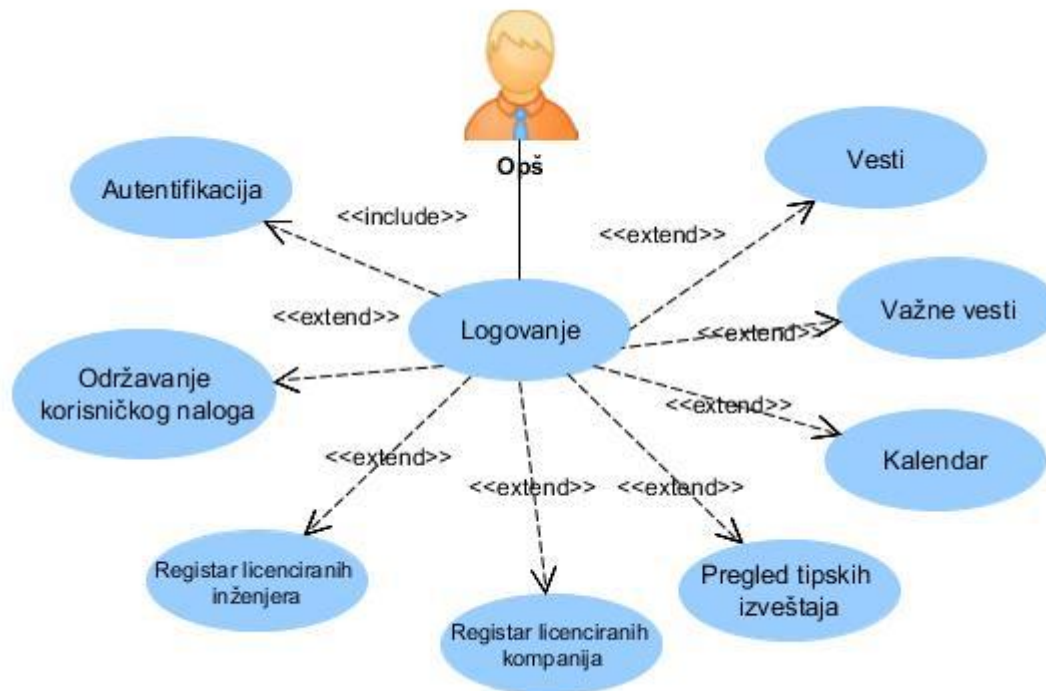 Opš
Vesti
Autentifikacija
<<include>>
<<extend>>
Važne vesti
<<extend>>
<<extend>>
Logovanje
Održavanje
korisničkog naloga
<<extend>>
Kalendar
<<extend>>
<<extend>>
<<extend>>
Registar licenciranih
inženjera
Pregled tipskih
izveštaja
Registar licenciranih
kompanija